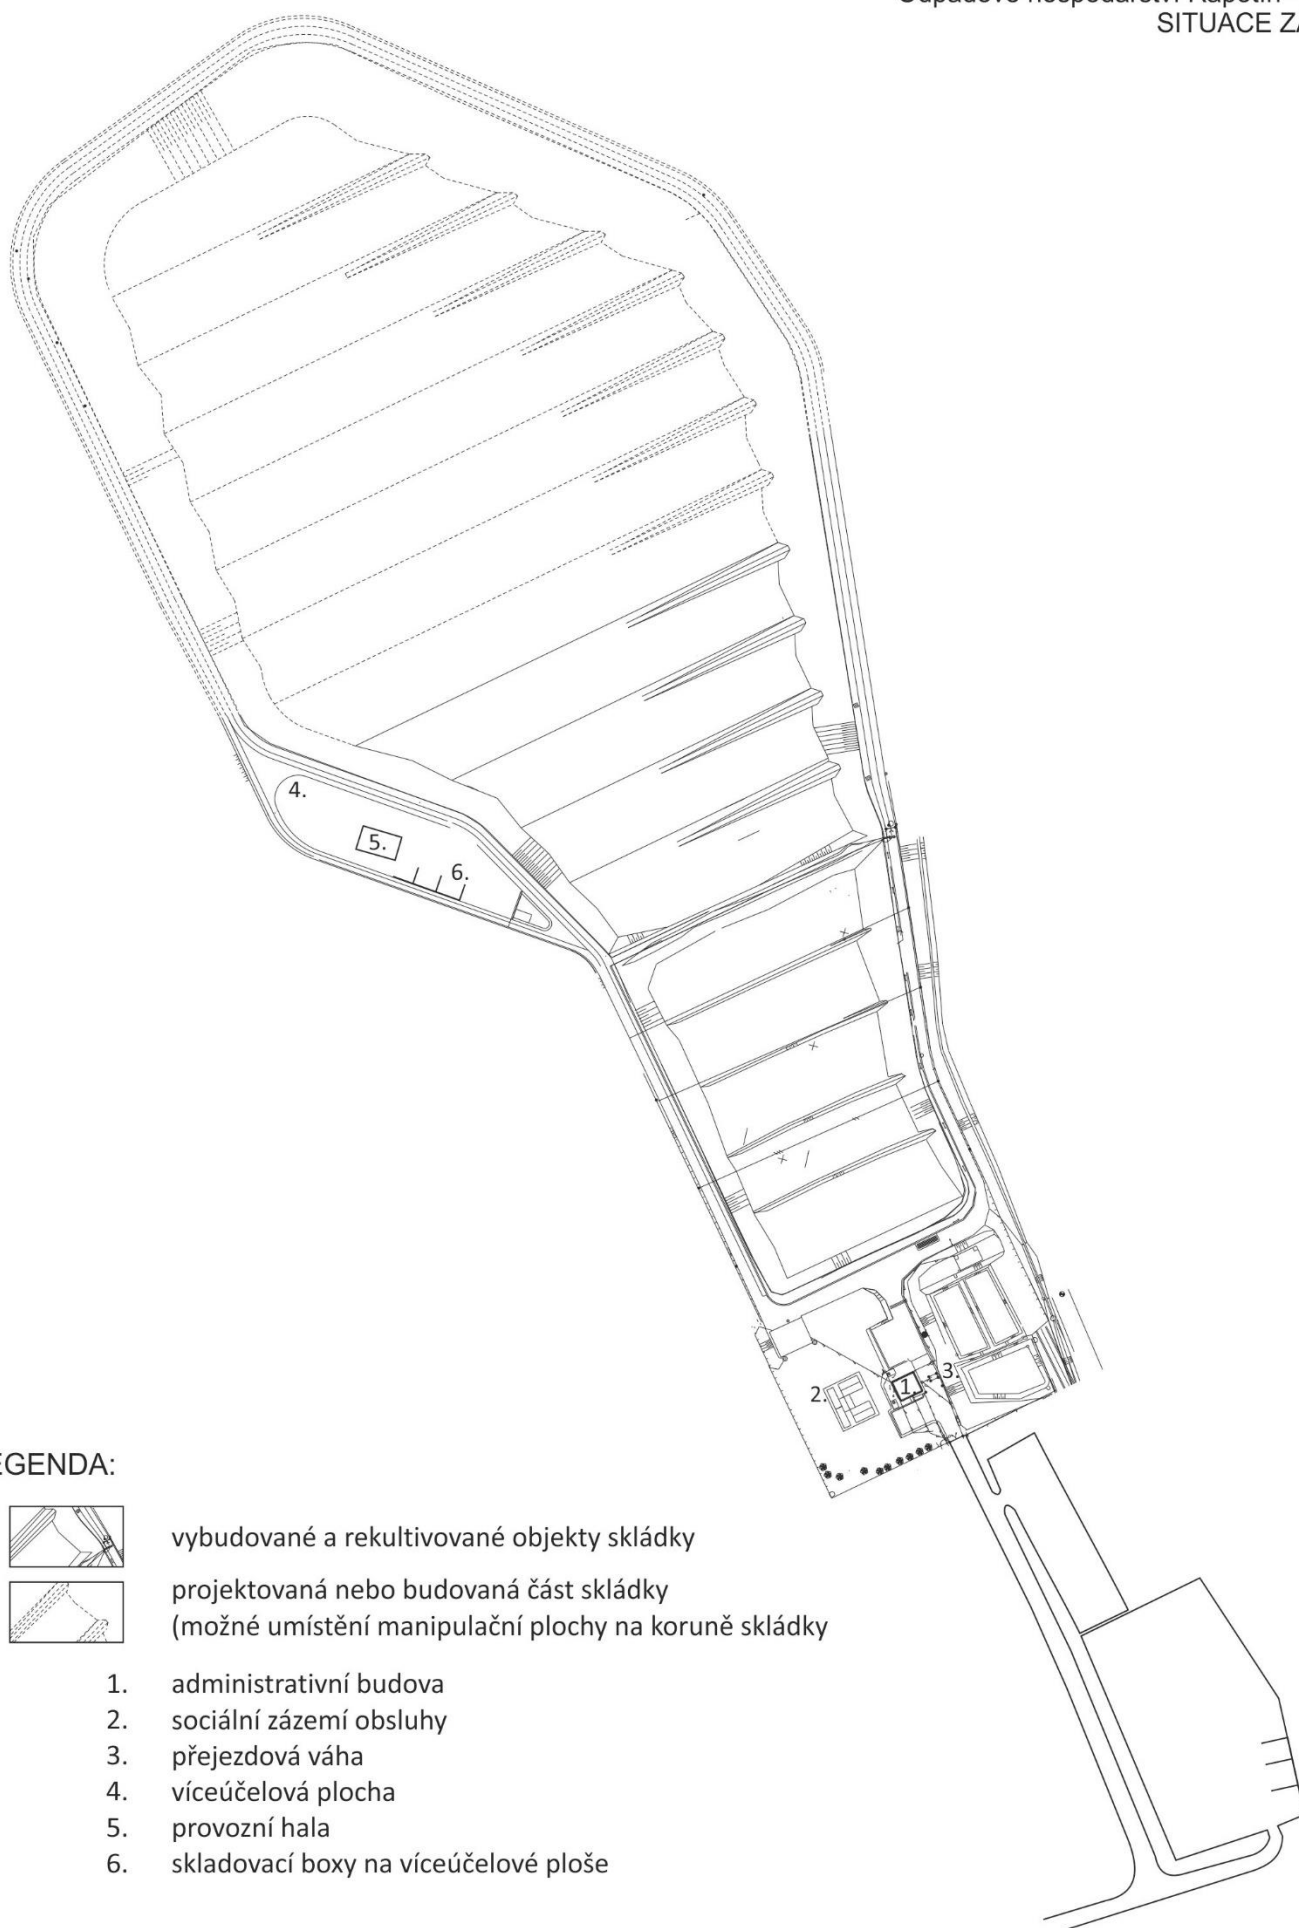 SITUACE ZA
4.
5.
6.
1.
2.
3.
EGENDA:
vybudované a rekultivované objekty skládky
projektovaná nebo budovaná část skládky
(možné umístění manipulační plochy na koruně skládky
1. administrativní budova
2. sociální zázemí obsluhy
3. přejezdová váha
4. víceúčelová plocha
5. provozní hala
6. skladovací boxy na víceúčelové ploše